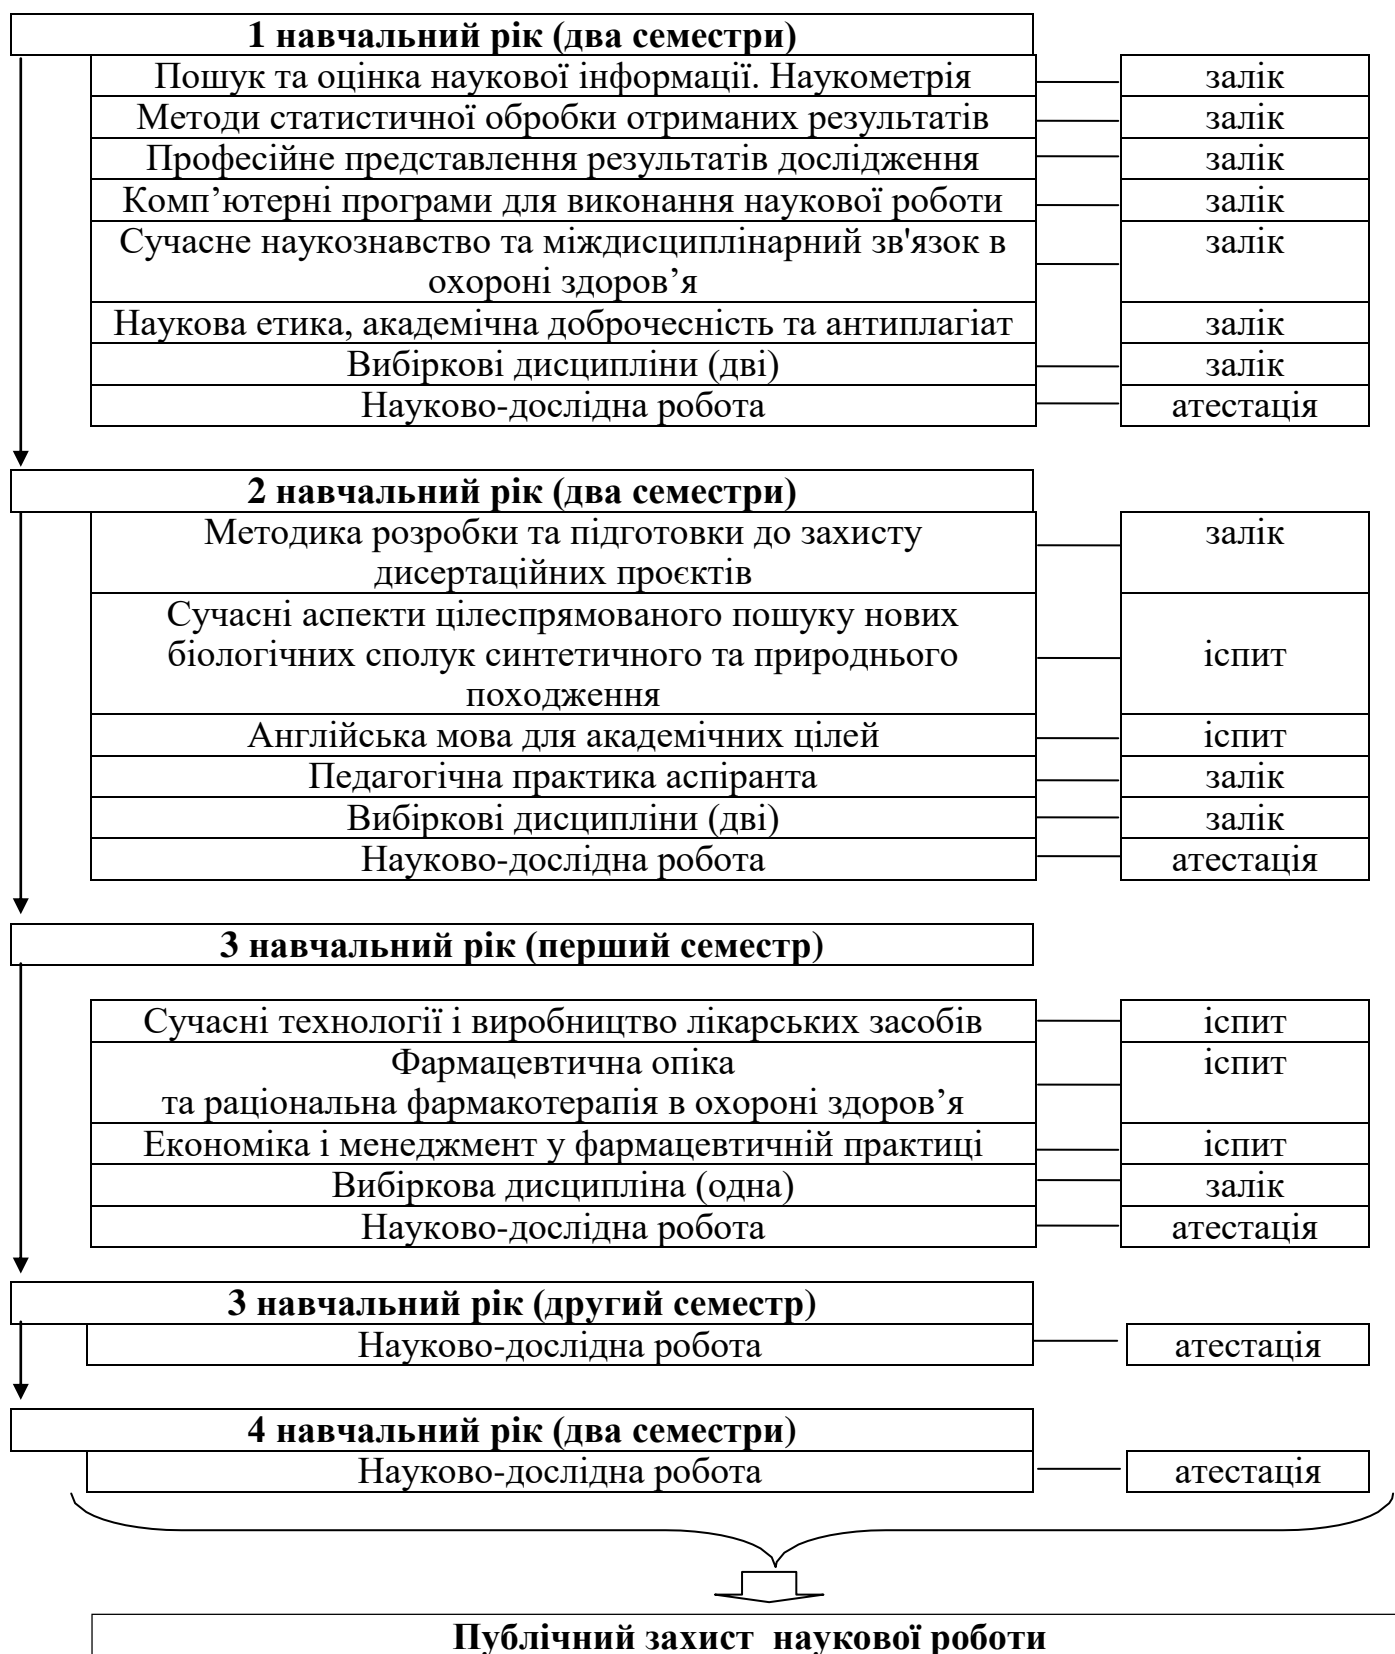 1 навчальний рік (два семестри)
Пошук та оцінка наукової інформації. Наукометрія залік
Методи статистичної обробки отриманих результатів залік
Професійне представлення результатів дослідження залік
Комп’ютерні програми для виконання наукової роботи залік
Сучасне наукознавство та міждисциплінарний зв'язок в залік
охороні здоров’я
Наукова етика, академічна доброчесність та антиплагіат залік
Вибіркові дисципліни (дві) залік
Науково-дослідна робота атестація
2 навчальний рік (два семестри)
Методика розробки та підготовки до захисту залік
дисертаційних проєктів
Сучасні аспекти цілеспрямованого пошуку нових
біологічних сполук синтетичного та природнього іспит
походження
Англійська мова для академічних цілей іспит
Педагогічна практика аспіранта залік
Вибіркові дисципліни (дві) залік
Науково-дослідна робота атестація
3 навчальний рік (перший семестр)
Сучасні технології і виробництво лікарських засобів іспит
Фармацевтична опіка іспит
та раціональна фармакотерапія в охороні здоров’я
Економіка і менеджмент у фармацевтичній практиці іспит
Вибіркова дисципліна (одна) залік
Науково-дослідна робота атестація
3 навчальний рік (другий семестр)
Науково-дослідна робота атестація
4 навчальний рік (два семестри)
Науково-дослідна робота атестація
Публічний захист наукової роботи